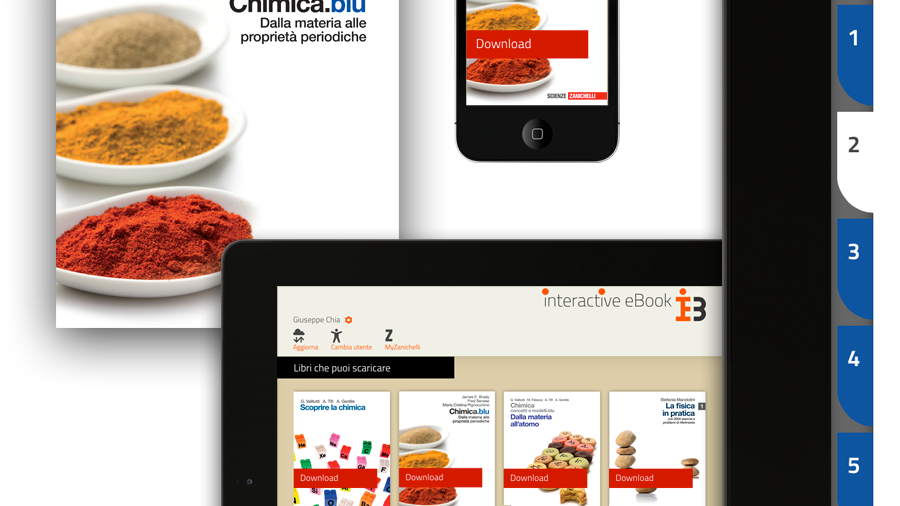 Chimica.blu
Dalla materia alle
proprietà periodiche
Download
SCIENZE ZANICHELLI
1
2
3
4
5
interactive eBook
Giuseppe Chia
Aggiorna
Cambia utente
Z
MyZanichelli
Libri che puoi scaricare
G. Valitutti A. Tifi A. Gentile
Scoprire la chimica
Download
James E. Brady
Fred Senese
Maria Cristina Pignocchino
Chimica.blu
Dalla materia alle
proprietà periodiche
Download
G. Valitutti M. Falasca A. Tifi A. Gentile
Chimica
concetti e modelli.blu
Dalla materia
all'atomo
Download
Stefania Mandolini
La fisica
in pratica
1
Download